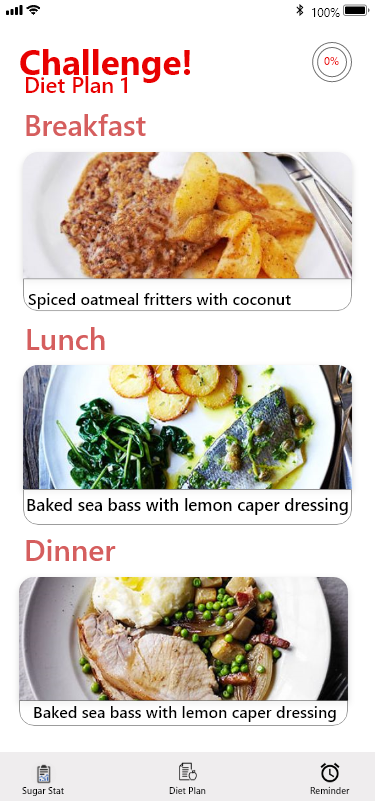 100%
Challenge!
0%
Diet Plan 1
Breakfast
Spiced oatmeal fritters with coconut
Lunch
Baked sea bass with lemon caper dressing
Dinner
Baked sea bass with lemon caper dressing
Sugar Stat
Diet Plan
Reminder